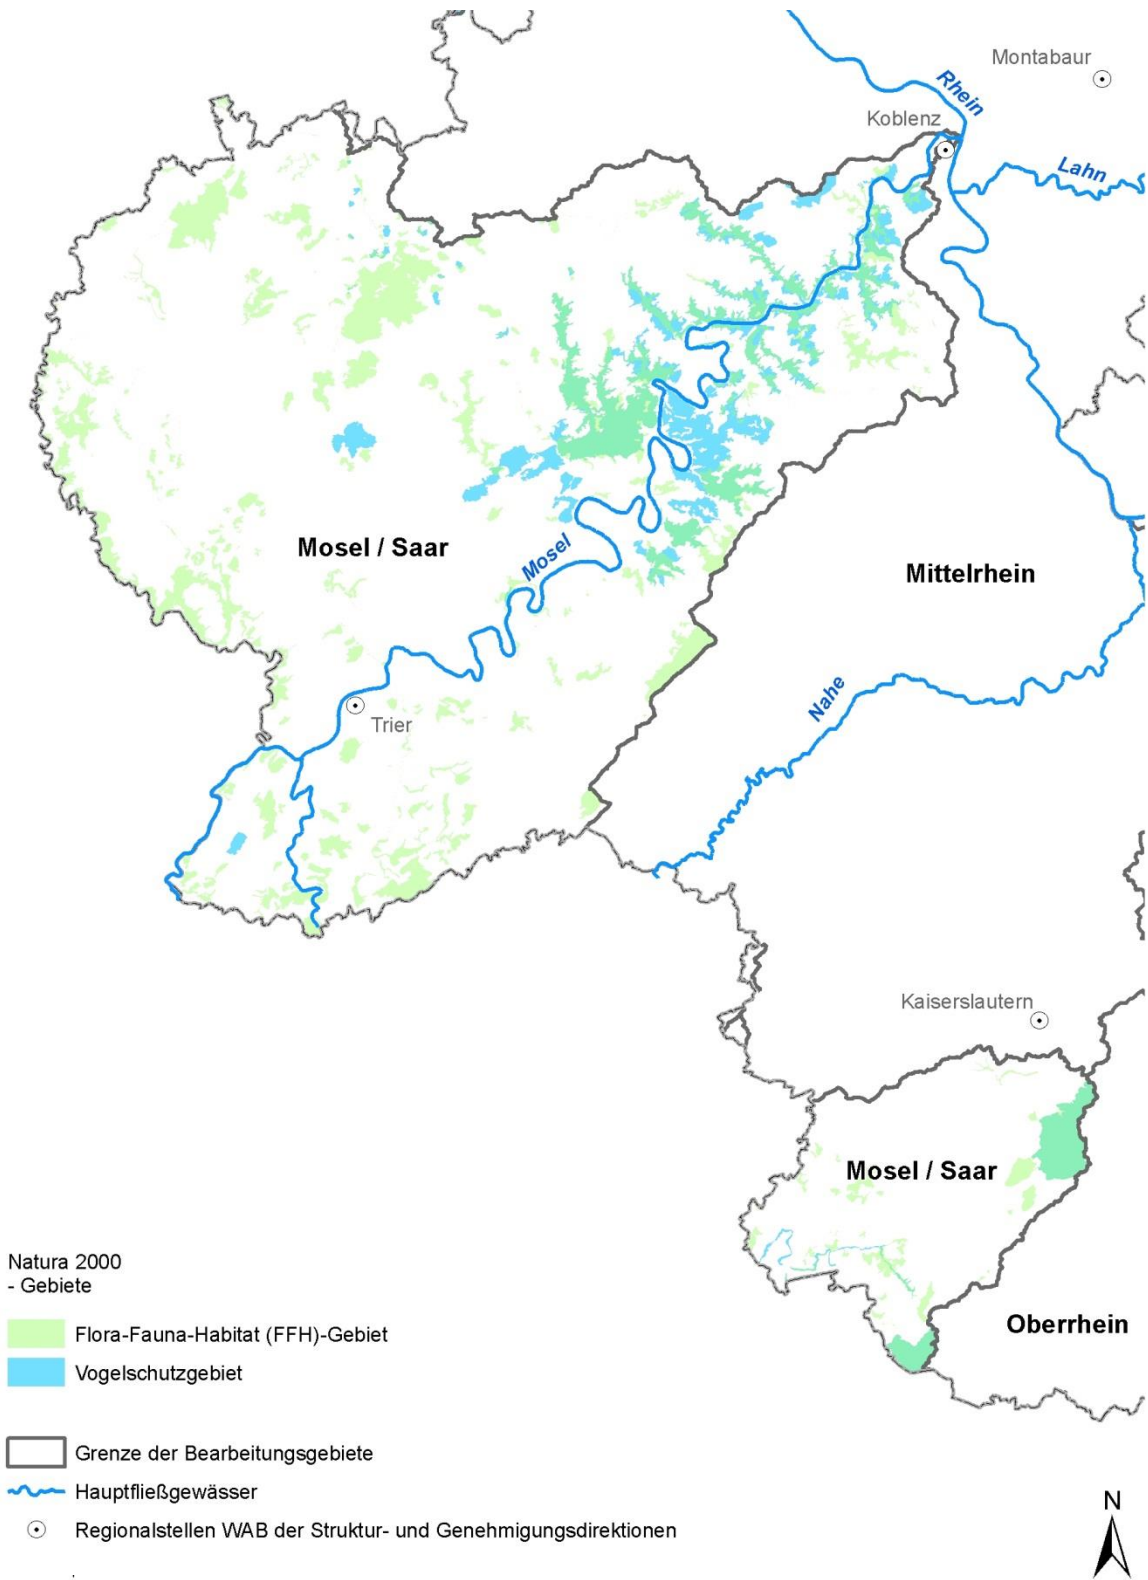 Montabaur
Rhein
Koblenz
Lahn
Mosel / Saar
Mosel
Mittelrhein
Nahe
Trier
Kaiserslautern
Mosel / Saar
Oberrhein
Natura 2000
- Gebiete
Flora-Fauna-Habitat (FFH)-Gebiet
Vogelschutzgebiet
Grenze der Bearbeitungsgebiete
Hauptfließgewässer
Regionalstellen WAB der Struktur- und Genehmigungsdirektionen
N